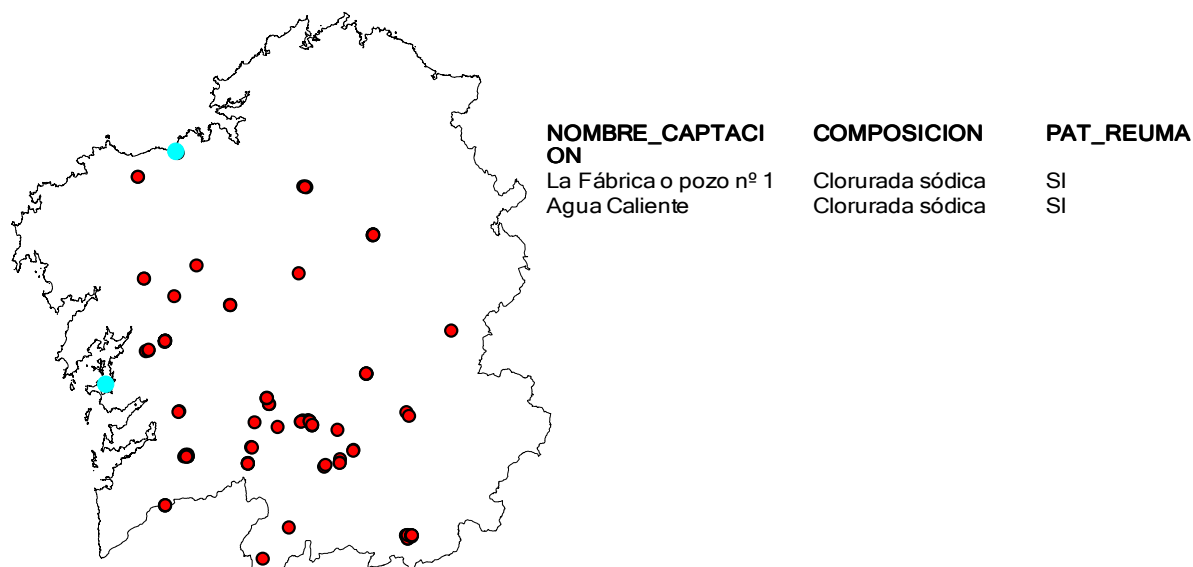 NOMBRE_CAPTACI COMPOSICION PAT_REUMA
ON
La Fábrica o pozo nº 1 Clorurada sódica SI
Agua Caliente Clorurada sódica SI